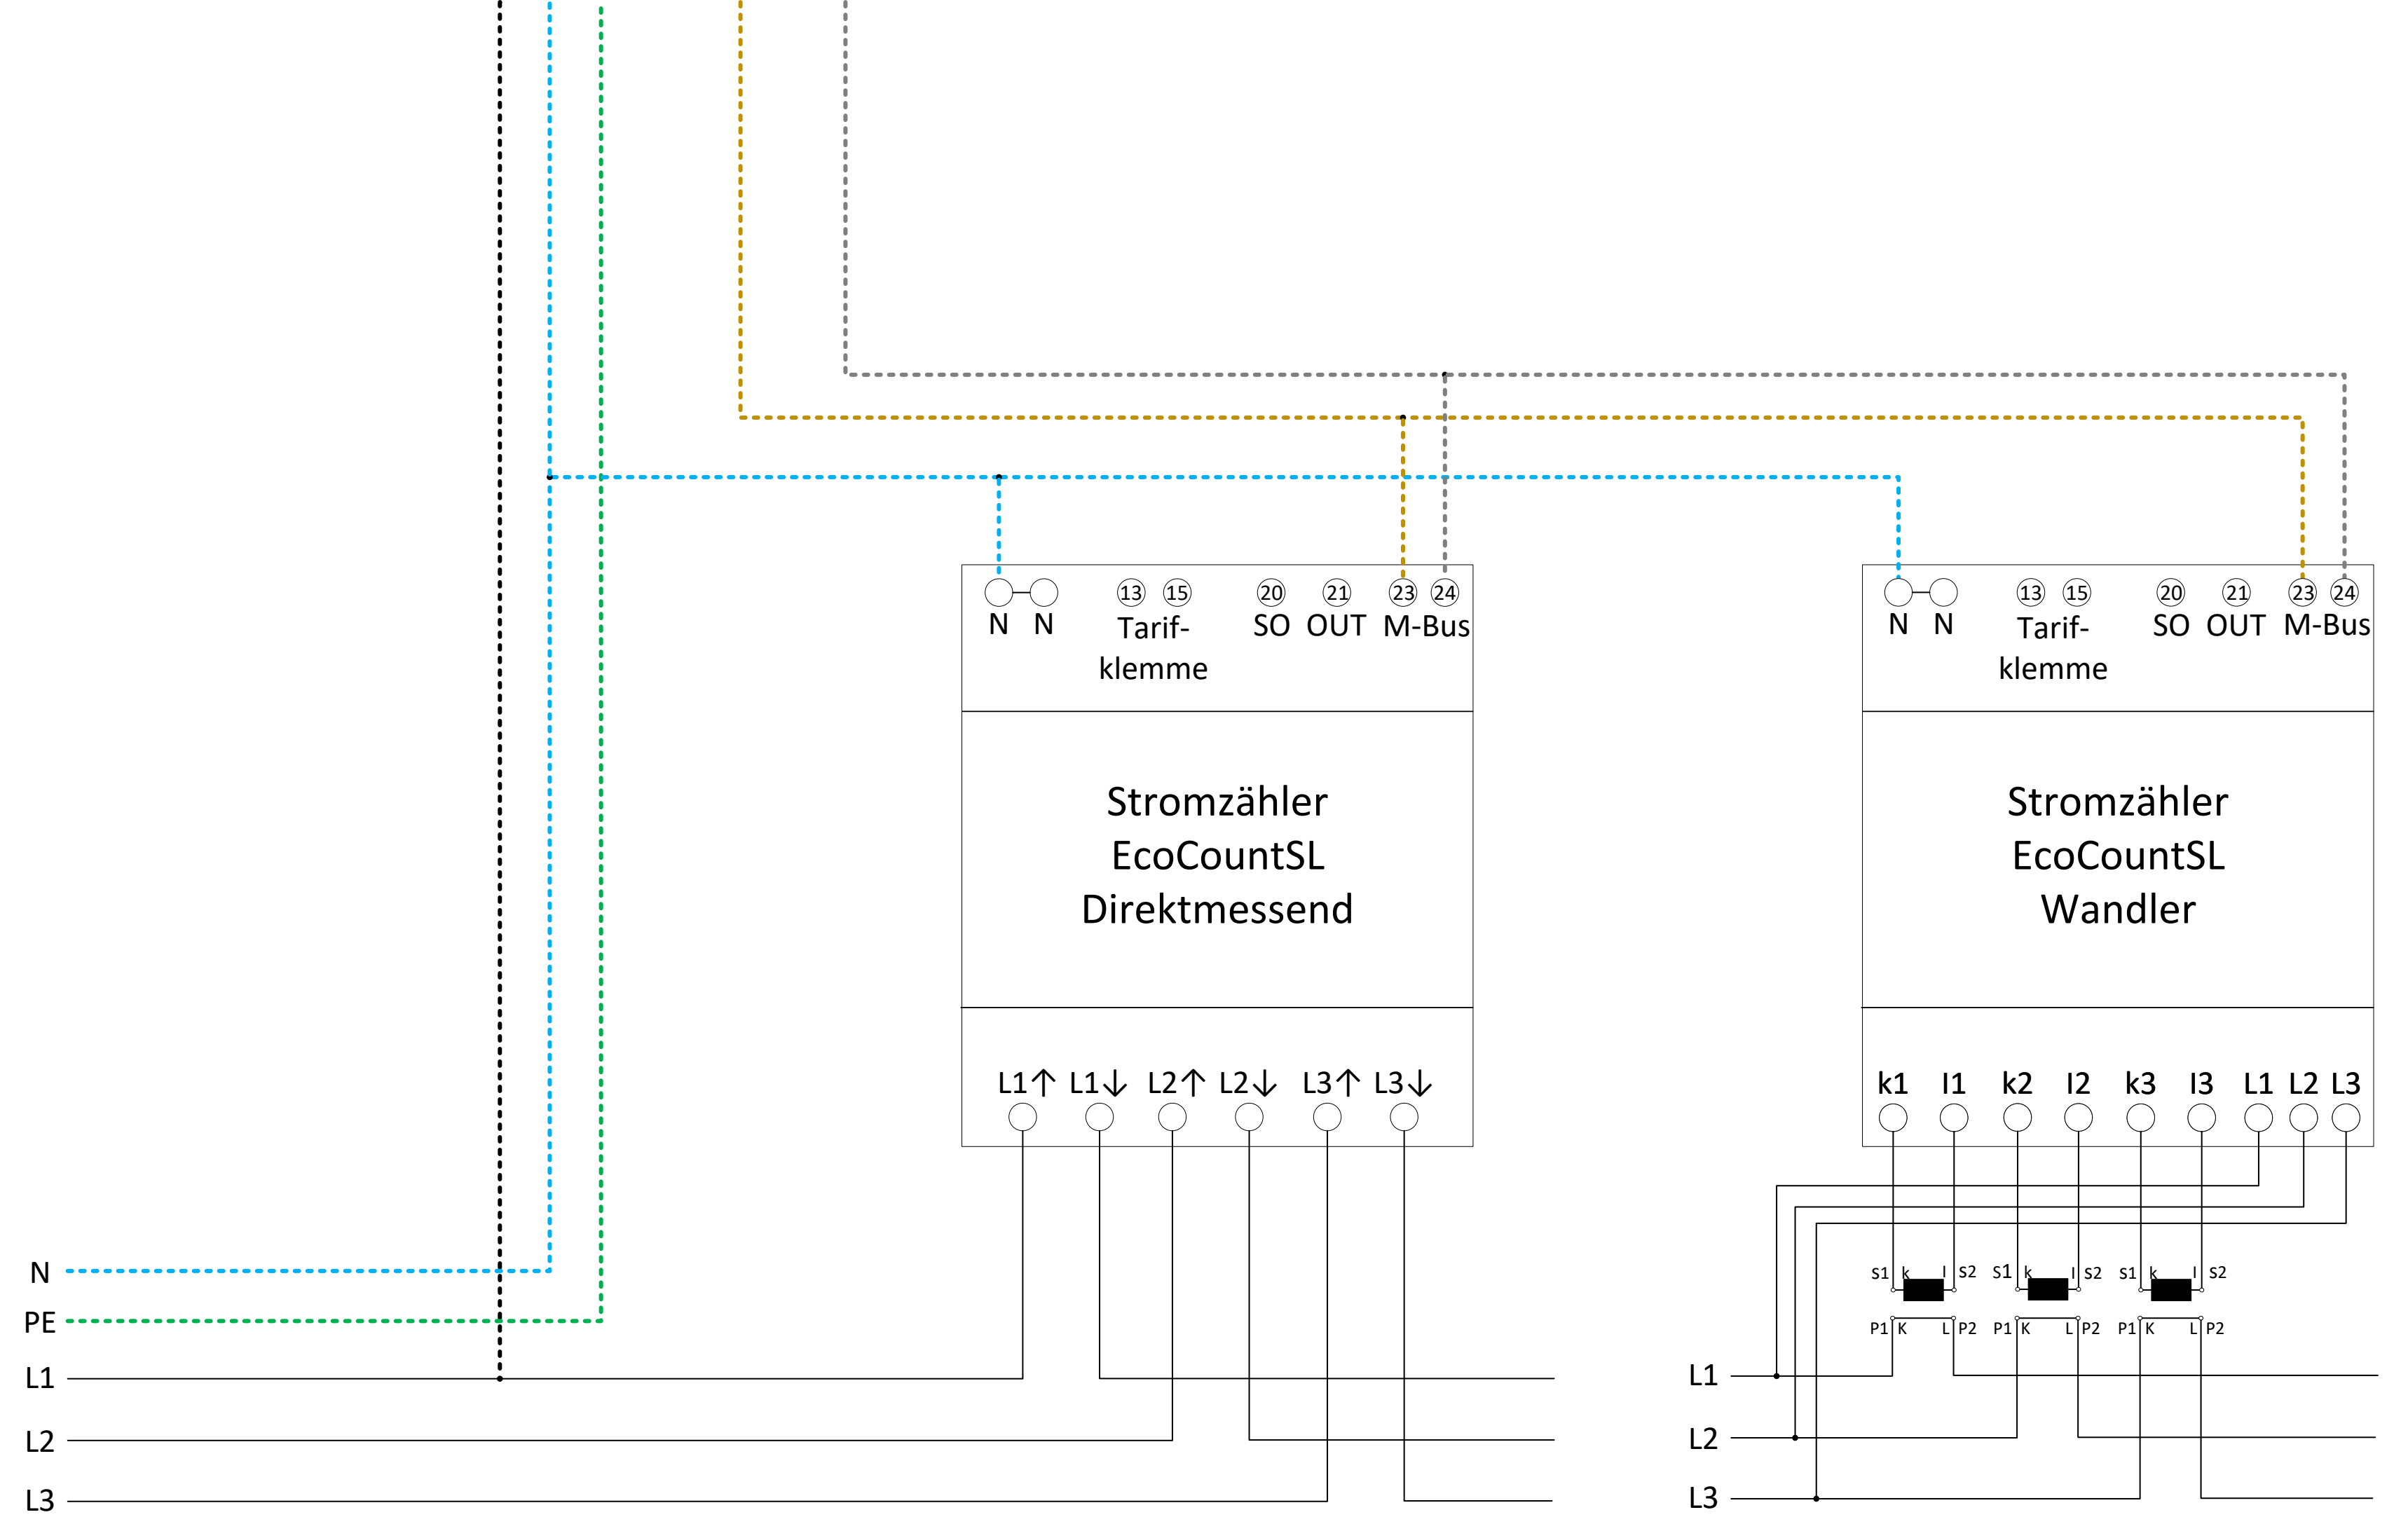 N N 13 15 20 21 23 24
N N Tarif- SO OUT M-Bus
klemme
Stromzähler
EcoCountSL
Direktmessend
L1↑ L1↓ L2↑ L2↓ L3↑ L3↓
13 15 20 21 23 24
N N Tarif- SO OUT M-Bus
klemme
Stromzähler
EcoCountSL
Wandler
k1 I1 k2 I2 k3 I3 L1 L2 L3
S1 k l S2 S1 k l S2 S1 k l S2
P1 K L P2 P1 K L P2 P1 K L P2
N
PE
L1
L2
L3
L1
L2
L3